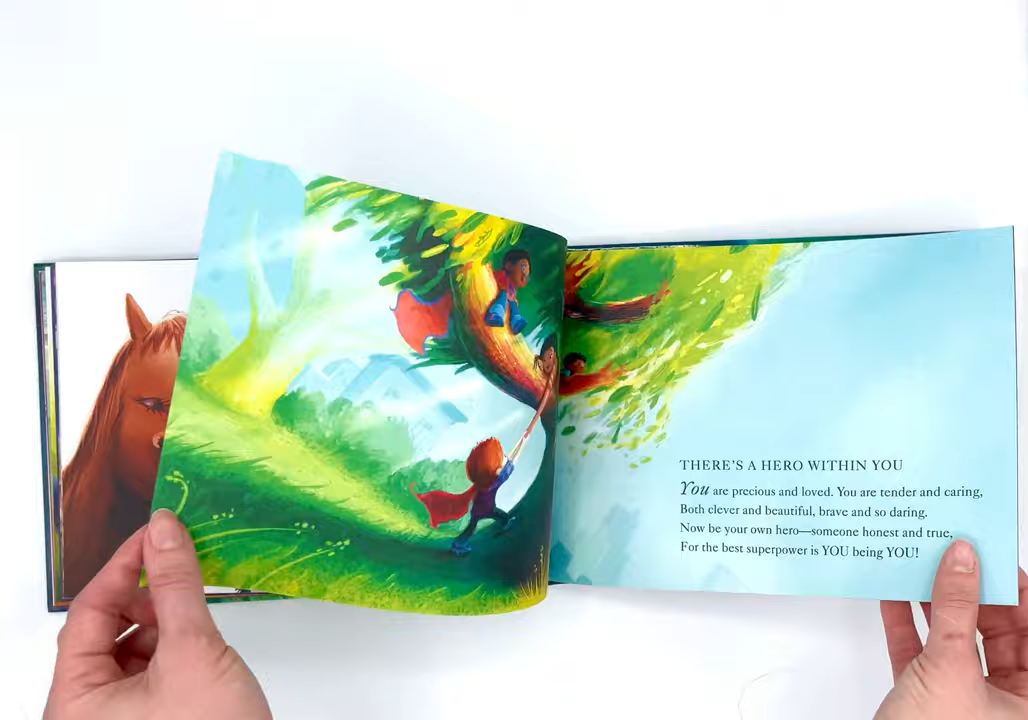 THERE'S A HERO WITHIN YOU
You are precious and loved. You are tender and caring,
Both clever and beautiful, brave and so daring.
Now be your own hero—someone honest and true,
For the best superpower is YOU being YOU!